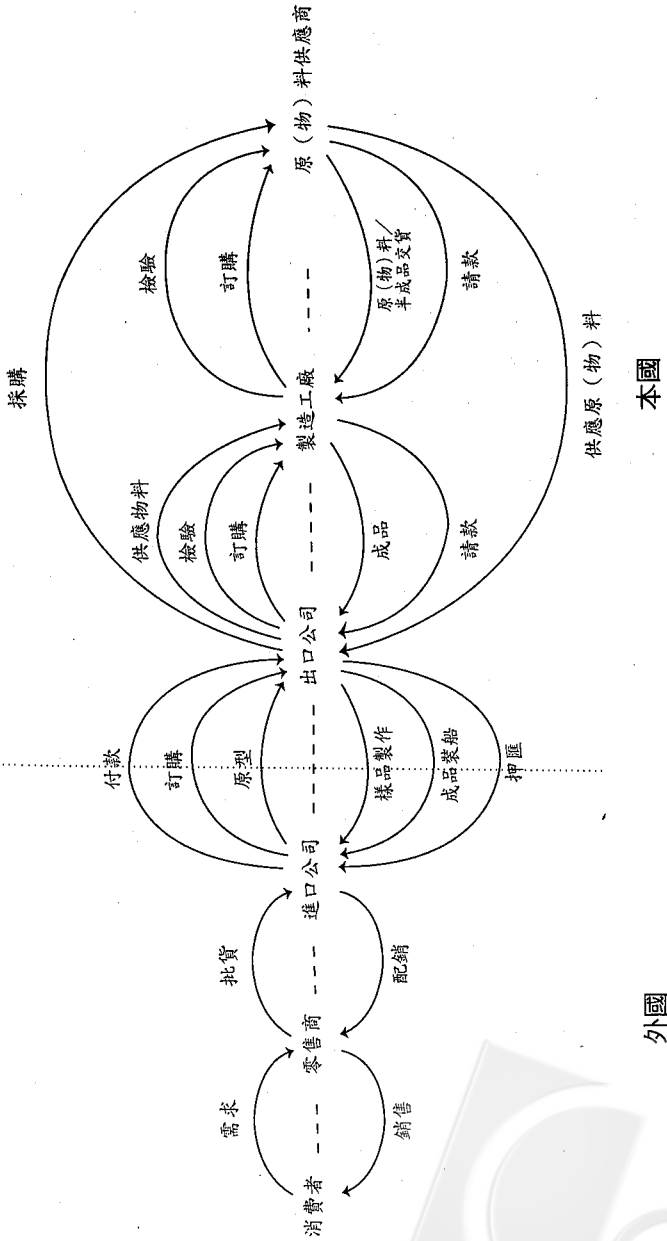 採購
供應物料
檢驗
訂購
檢驗
訂購
付款
訂購
原型
批貨
需求
消費者
零售商
進口公司
出口公司
製造工廠
原（物）料供應商
銷售
配銷
樣品製作
成品裝船
押匯
成品
請款
原（物）料／
半成品交貨
請款
供應原（物）料
外國
本國